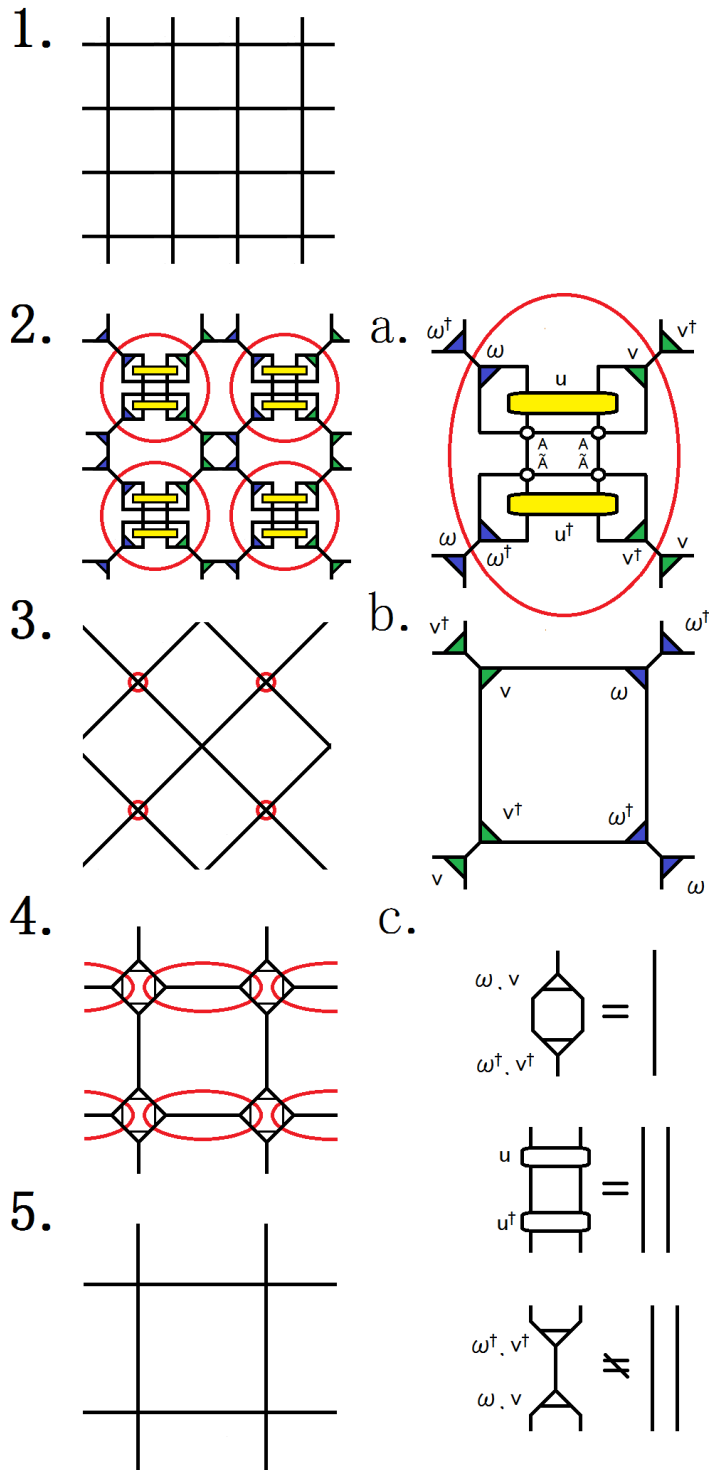 1.
2.
a.
ω† v†
ω v
u
A A
Ã Ã
u†
ω ω† v† v
3.
b.
v† ω†
v ω
v† ω†
v ω
4.
c.
ω, v
=
ω†, v†
u
=
u†
5.
ω†, v†
≠
ω, v